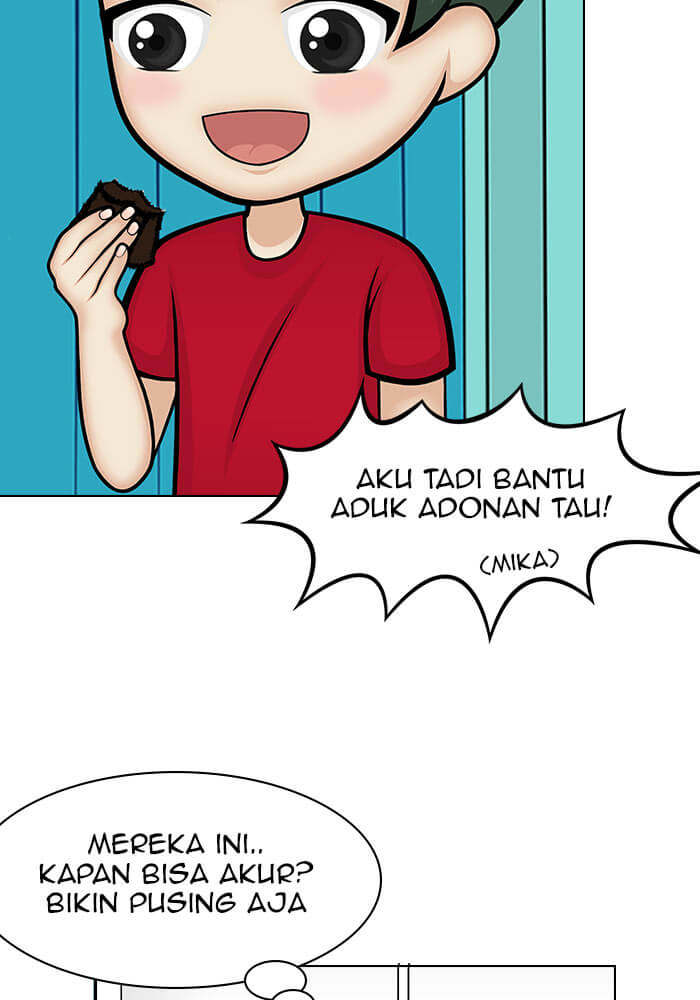 AKU TADI BANTU
ADUK ADONAN TAU!
(MIKA)
MEREKA INI..
KAPAN BISA AKUR?
BIKIN PUSING AJA